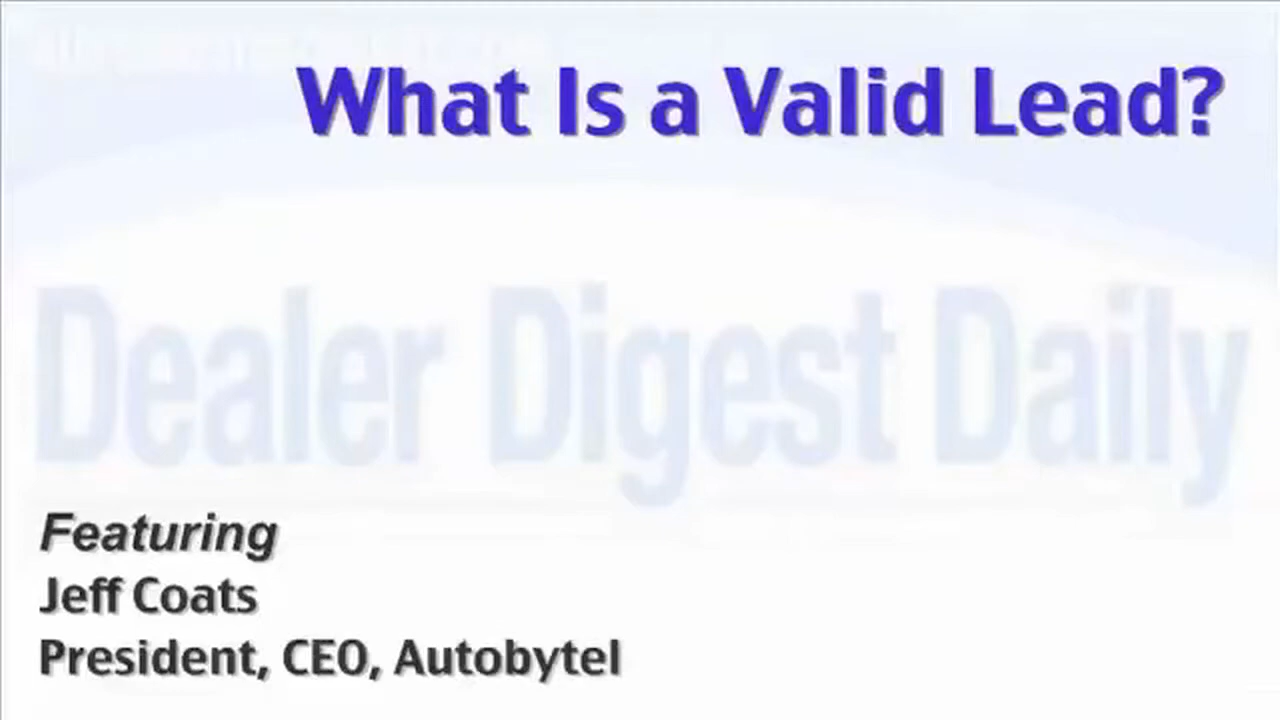 What Is a Valid Lead?
Dealer Digest Daily
Featuring
Jeff Coats
President, CEO, Autobytel